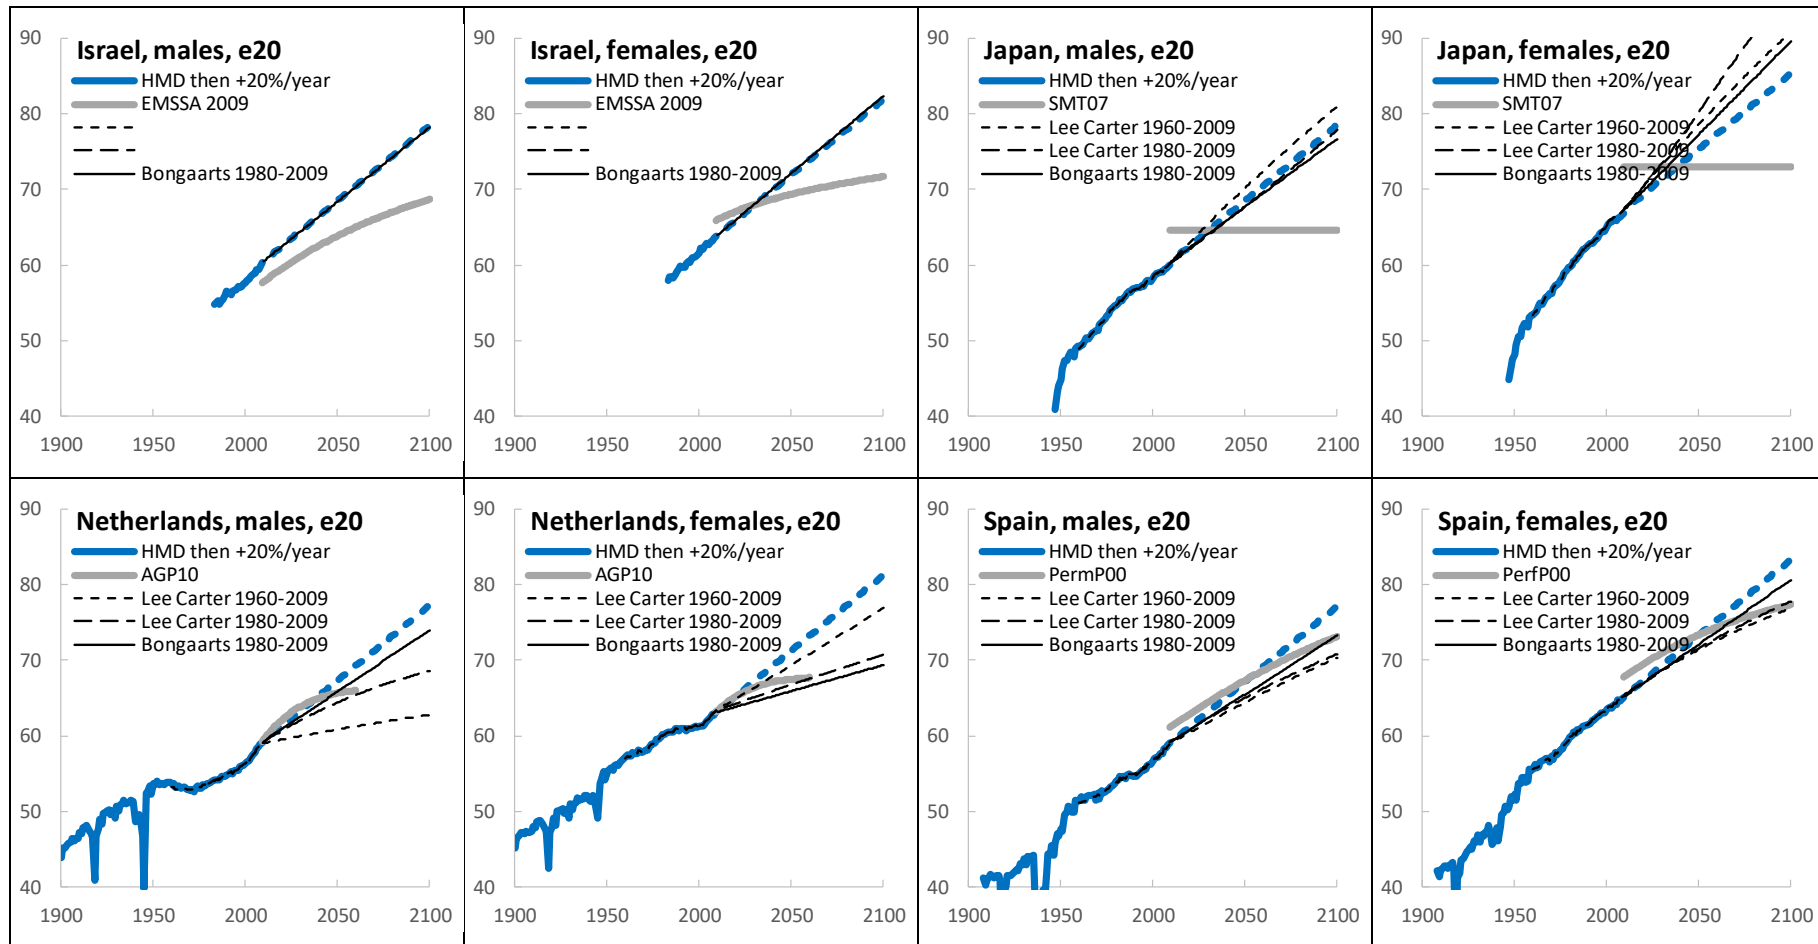 Israel, males, e20
HMD then +20%/year
EMSSA 2009
Bongaarts 1980-2009
90
80
70
60
50
40
1900 1950 2000 2050 2100
Israel, females, e20
HMD then +20%/year
EMSSA 2009
Bongaarts 1980-2009
90
80
70
60
50
40
1900 1950 2000 2050 2100
Japan, males, e20
HMD then +20%/year
SMT07
Lee Carter 1960-2009
Lee Carter 1980-2009
Bongaarts 1980-2009
90
80
70
60
50
40
1900 1950 2000 2050 2100
Japan, females, e20
HMD then +20%/year
SMT07
Lee Carter 1960-2009
Lee Carter 1980-2009
Bongaarts 1980-2009
90
80
70
60
50
40
1900 1950 2000 2050 2100
Netherlands, males, e20
HMD then +20%/year
AGP10
Lee Carter 1960-2009
Lee Carter 1980-2009
Bongaarts 1980-2009
90
80
70
60
50
40
1900 1950 2000 2050 2100
Netherlands, females, e20
HMD then +20%/year
AGP10
Lee Carter 1960-2009
Lee Carter 1980-2009
Bongaarts 1980-2009
90
80
70
60
50
40
1900 1950 2000 2050 2100
Spain, males, e20
HMD then +20%/year
PermP00
Lee Carter 1960-2009
Lee Carter 1980-2009
Bongaarts 1980-2009
90
80
70
60
50
40
1900 1950 2000 2050 2100
Spain, females, e20
HMD then +20%/year
PerfP00
Lee Carter 1960-2009
Lee Carter 1980-2009
Bongaarts 1980-2009
90
80
70
60
50
40
1900 1950 2000 2050 2100